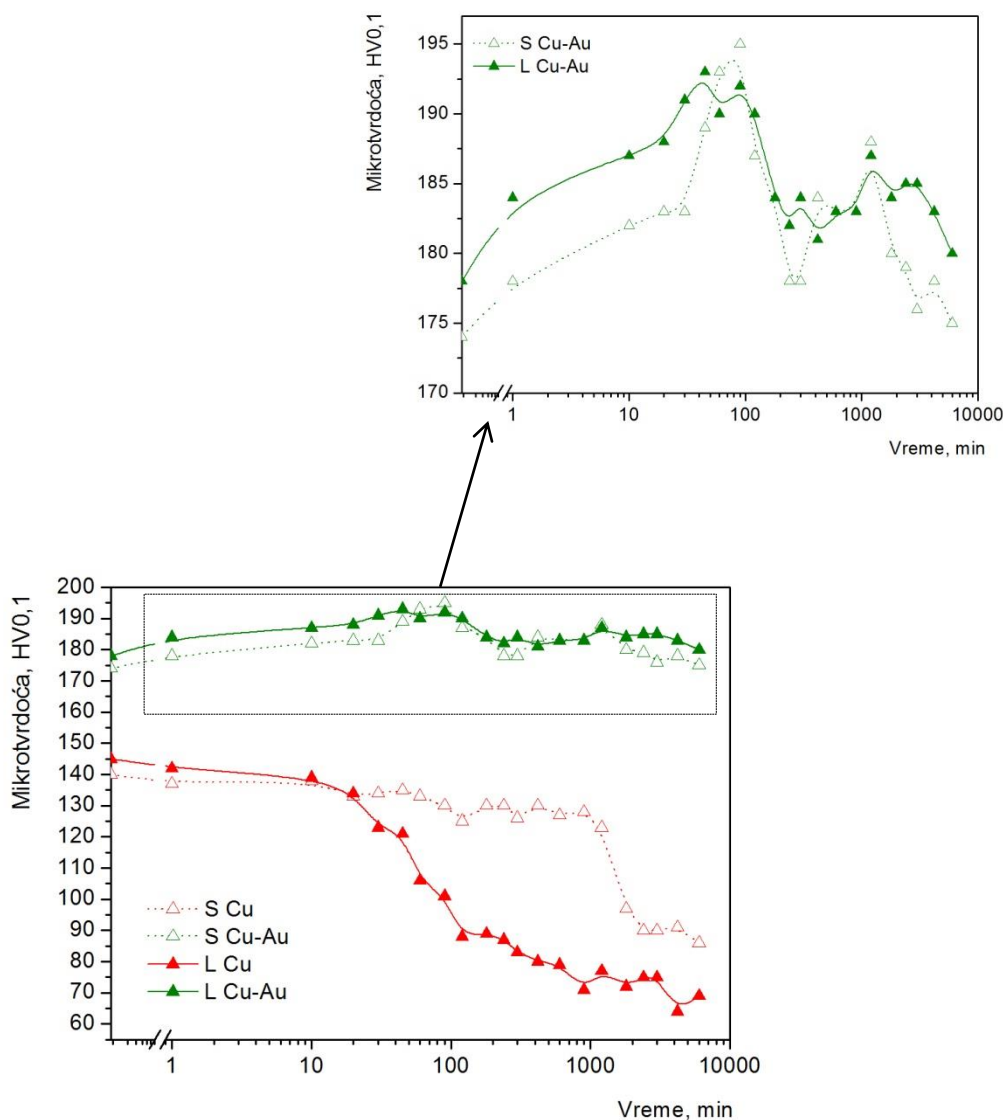 Mikrotvrdoća, HV0,1
195
190
185
180
175
170
S Cu-Au
L Cu-Au
1 10 100 1000 10000
Vreme, min
Mikrotvrdoća, HV0,1
200
190
180
170
160
150
140
130
120
110
100
90
80
70
60
S Cu
S Cu-Au
L Cu
L Cu-Au
1 10 100 1000 10000
Vreme, min